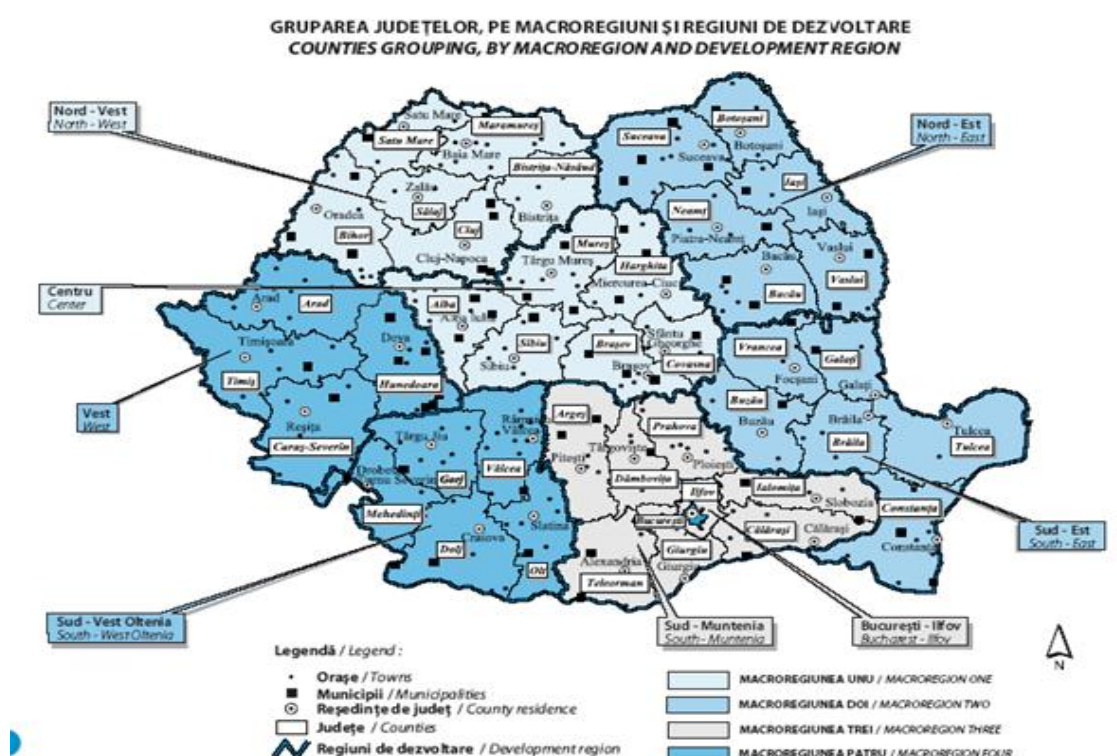 GRUPAREA JUDEȚELOR, PE MACROREGIUNI ȘI REGIUNI DE DEZVOLTARE
COUNTIES GROUPING, BY MACROREGION AND DEVELOPMENT REGION
Nord - Vest
North - West
Nord - Est
North - East
Satu Mare
Maramureș
Satu Mare
Baia Mare
Bistrița-Năsăud
Zalău
Sălaj
Oradea
Bihor
Cluj
Bistrița
Cluj-Napoca
Suceava
Suceava
Botoșani
Botoșani
Iași
Iași
Neamț
Piatra-Neamț
Bacău
Bacău
Vaslui
Vaslui
Centru
Center
Mureș
Târgu Mureș
Harghita
Miercurea-Ciuc
Alba
Alba Iulia
Sibiu
Sibiu
Brașov
Brașov
Sfântu
Gheorghe
Covasna
Arad
Arad
Timișoara
Timiș
Deva
Hunedoara
Reșița
Caraș-Severin
Vest
West
Vrancea
Focșani
Galați
Galați
Buzău
Buzău
Brăila
Brăila
Tulcea
Tulcea
Constanța
Constanța
Sud - Est
South - East
Argeș
Pitești
Prahova
Ploiești
Târgoviște
Dâmbovița
Ilfov
București
Ialomița
Slobozia
Călărași
Călărași
Giurgiu
Giurgiu
Alexandria
Teleorman
Târgu Jiu
Gorj
Râmnicu
Vâlcea
Vâlcea
Drobeta
Turnu Severin
Mehedinți
Craiova
Dolj
Slatina
Olt
Sud - Vest Oltenia
South - West Oltenia
Sud - Muntenia
South - Muntenia
București - Ilfov
Bucharest - Ilfov
N
Legendă / Legend :
Orașe / Towns
Municipii / Municipalities
Reședințe de județ / County residence
Județe / Counties
Regiuni de dezvoltare / Development region
MACROREGIUNEA UNU / MACROREGION ONE
MACROREGIUNEA DOI / MACROREGION TWO
MACROREGIUNEA TREI / MACROREGION THREE
MACROREGIUNEA PATRU / MACROREGION FOUR